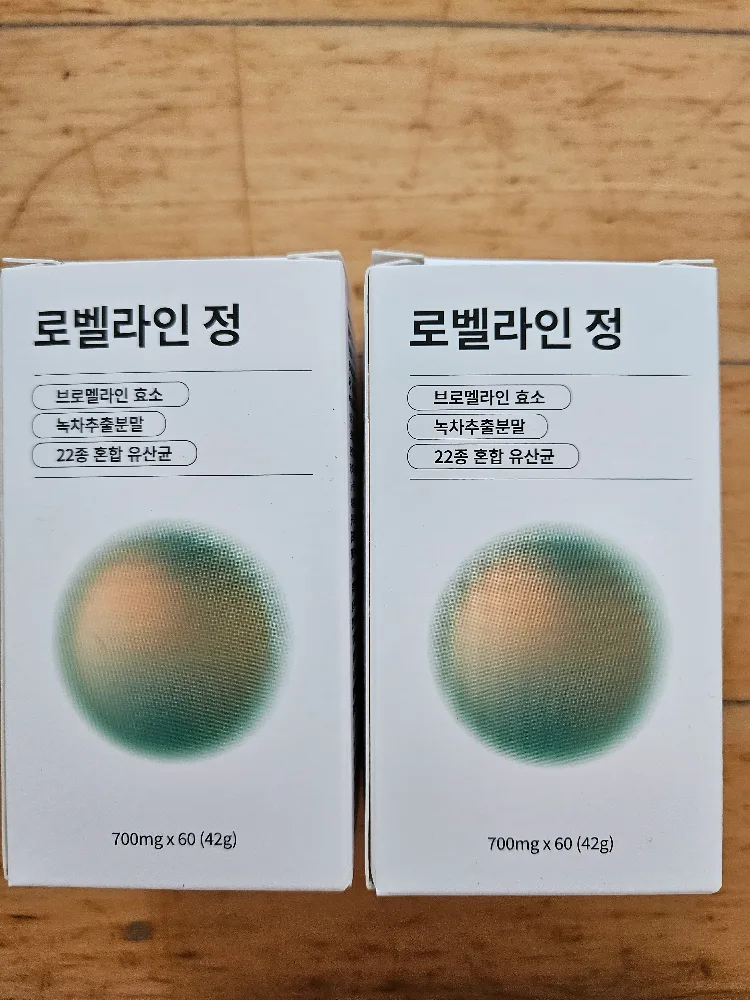 로벨라인 정
브로멜라인 효소
녹차추출분말
22종 혼합 유산균
700mg x 60 (42g)
로벨라인 정
브로멜라인 효소
녹차추출분말
22종 혼합 유산균
700mg x 60 (42g)